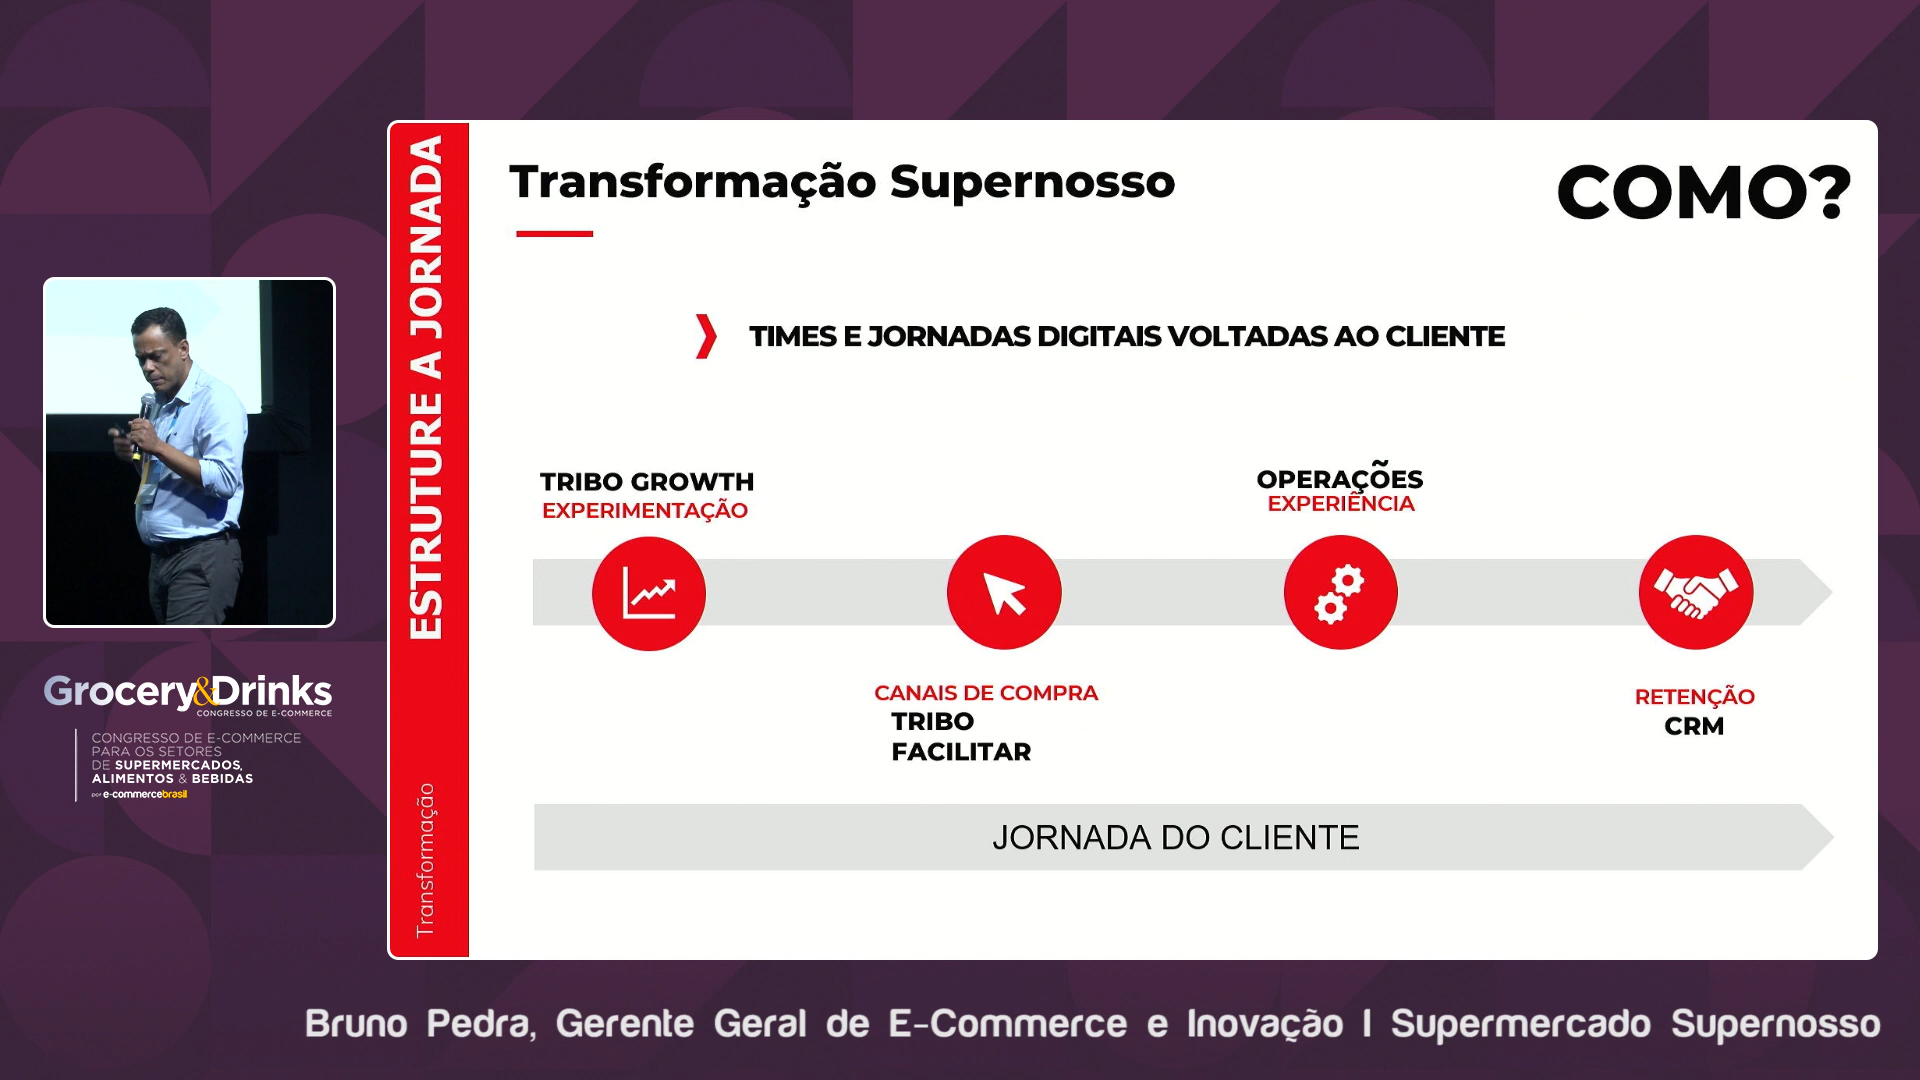 ESTRUTURE A JORNADA
Transformação
Transformação Supernosso
COMO?
TIMES E JORNADAS DIGITAIS VOLTADAS AO CLIENTE
TRIBO GROWTH
EXPERIMENTAÇÃO
OPERAÇÕES
EXPERIÊNCIA
CANAIS DE COMPRA
TRIBO
FACILITAR
RETENÇÃO
CRM
JORNADA DO CLIENTE
Grocery&Drinks
CONGRESSO DE E-COMMERCE
CONGRESSO DE E-COMMERCE
PARA OS SETORES
DE SUPERMERCADOS,
ALIMENTOS & BEBIDAS
por e-commercebrasil
Bruno Pedra, Gerente Geral de E-Commerce e Inovação | Supermercado Supernosso